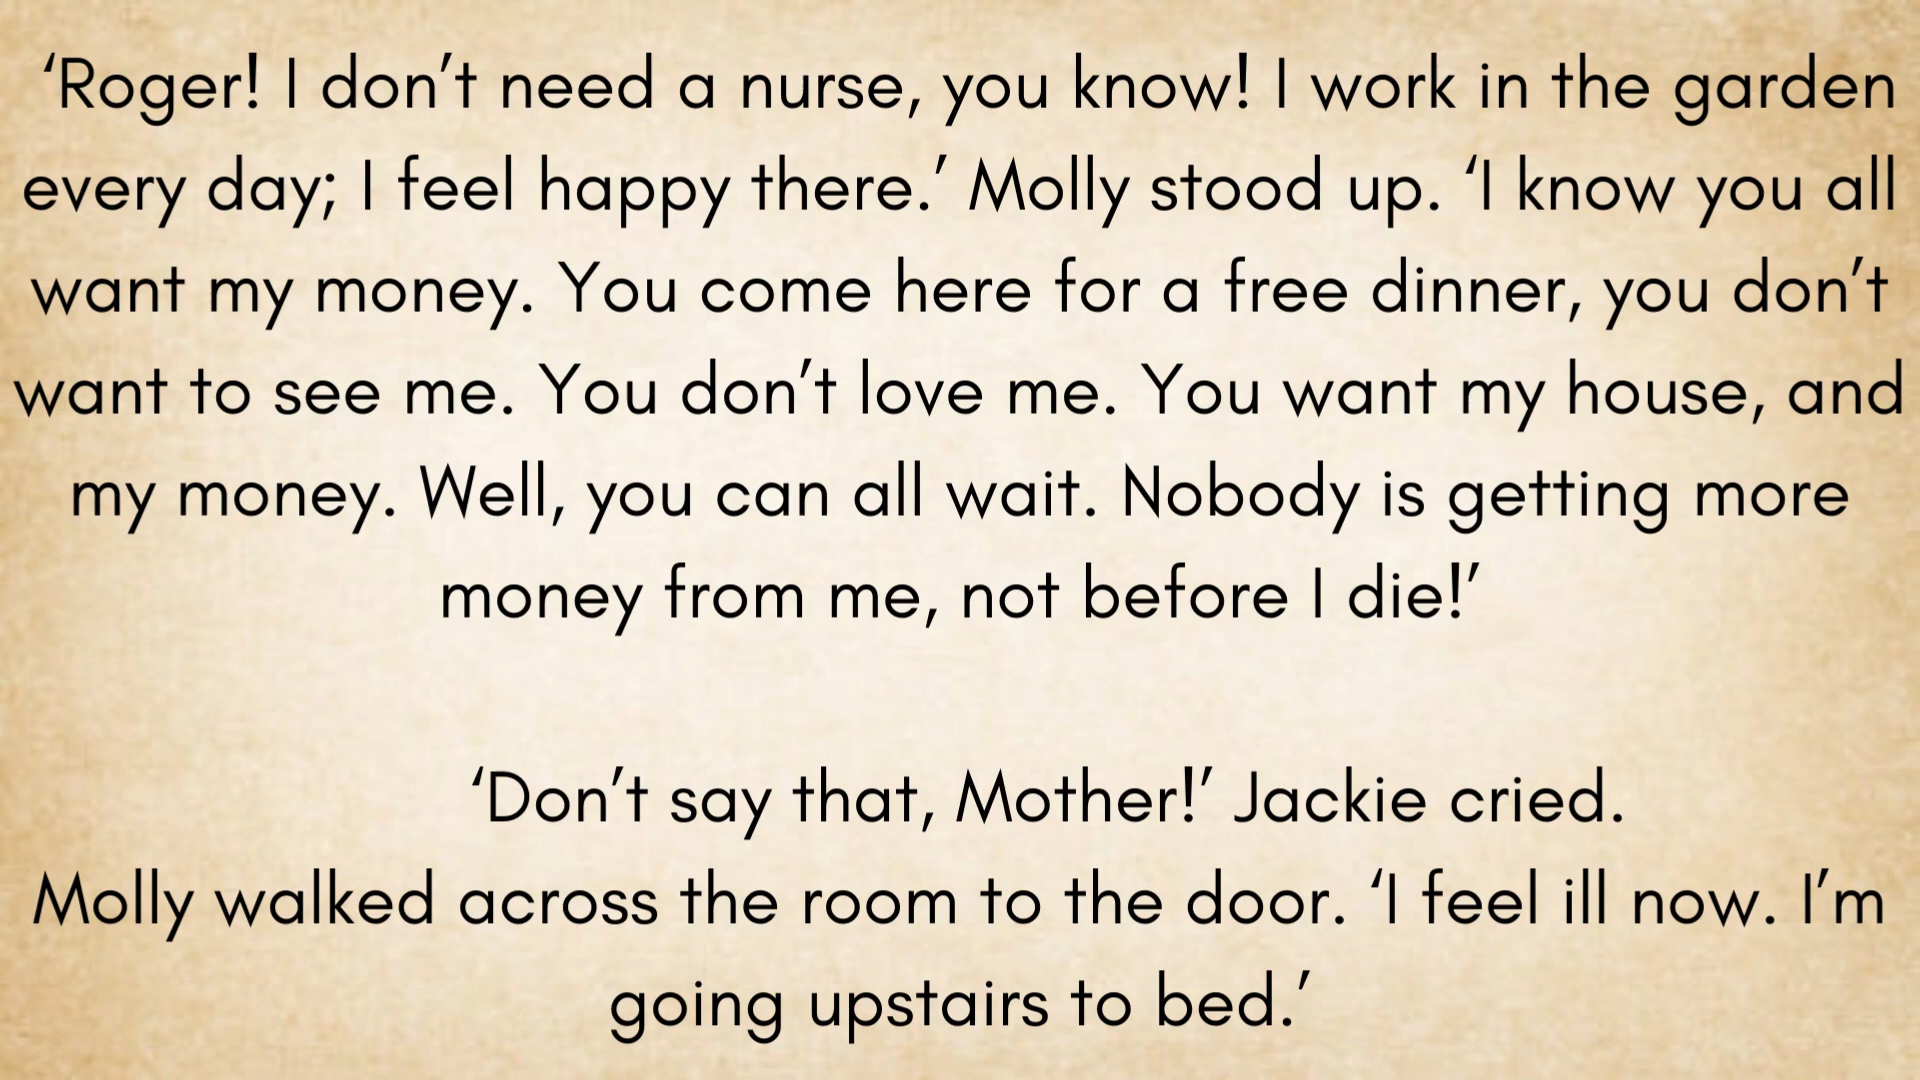 ‘Roger! I don’t need a nurse, you know! I work in the garden
every day; I feel happy there.’ Molly stood up. ‘I know you all
want my money. You come here for a free dinner, you don’t
want to see me. You don’t love me. You want my house, and
my money. Well, you can all wait. Nobody is getting more
money from me, not before I die!’
‘Don’t say that, Mother!’ Jackie cried.
Molly walked across the room to the door. ‘I feel ill now. I’m
going upstairs to bed.’